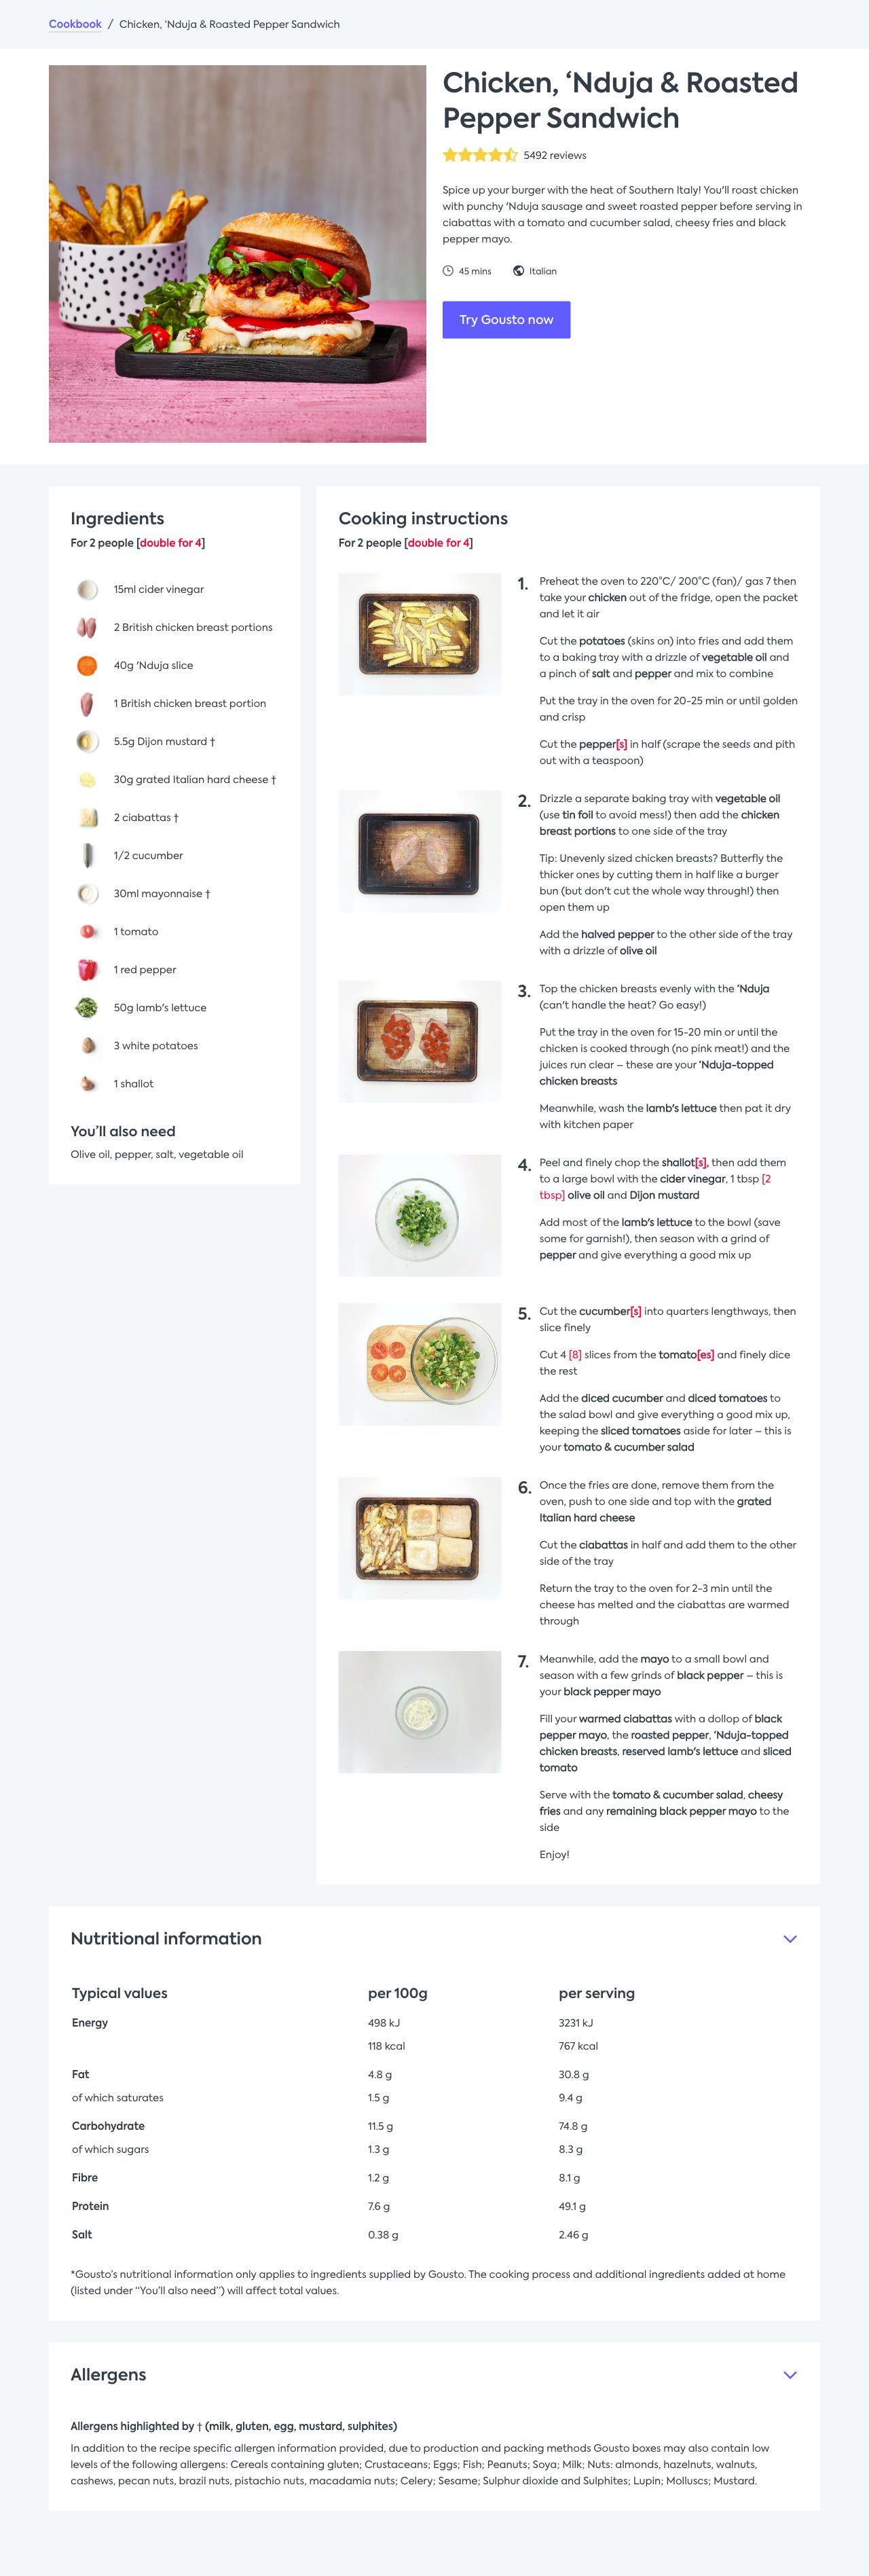 Cookbook / Chicken, ‘Nduja & Roasted Pepper Sandwich
Chicken, ‘Nduja & Roasted
Pepper Sandwich
5492 reviews
Spice up your burger with the heat of Southern Italy! You'll roast chicken
with punchy 'Nduja sausage and sweet roasted pepper before serving in
ciabattas with a tomato and cucumber salad, cheesy fries and black
pepper mayo.
45 mins
Italian
Try Gousto now
Ingredients
For 2 people [double for 4]
15ml cider vinegar
2 British chicken breast portions
40g 'Nduja slice
1 British chicken breast portion
5.5g Dijon mustard †
30g grated Italian hard cheese †
2 ciabattas †
1/2 cucumber
30ml mayonnaise †
1 tomato
1 red pepper
50g lamb's lettuce
3 white potatoes
1 shallot
You’ll also need
Olive oil, pepper, salt, vegetable oil
Cooking instructions
For 2 people [double for 4]
1.
Preheat the oven to 220°C/ 200°C (fan)/ gas 7 then
take your chicken out of the fridge, open the packet
and let it air
Cut the potatoes (skins on) into fries and add them
to a baking tray with a drizzle of vegetable oil and
a pinch of salt and pepper and mix to combine
Put the tray in the oven for 20-25 min or until golden
and crisp
Cut the pepper[s] in half (scrape the seeds and pith
out with a teaspoon)
2.
Drizzle a separate baking tray with vegetable oil
(use tin foil to avoid mess!) then add the chicken
breast portions to one side of the tray
Tip: Unevenly sized chicken breasts? Butterfly the
thicker ones by cutting them in half like a burger
bun (but don't cut the whole way through!) then
open them up
Add the halved pepper to the other side of the tray
with a drizzle of olive oil
3.
Top the chicken breasts evenly with the 'Nduja
(can't handle the heat? Go easy!)
Put the tray in the oven for 15-20 min or until the
chicken is cooked through (no pink meat!) and the
juices run clear – these are your 'Nduja-topped
chicken breasts
Meanwhile, wash the lamb's lettuce then pat it dry
with kitchen paper
4.
Peel and finely chop the shallot[s], then add them
to a large bowl with the cider vinegar, 1 tbsp [2
tbsp] olive oil and Dijon mustard
Add most of the lamb's lettuce to the bowl (save
some for garnish!), then season with a grind of
pepper and give everything a good mix up
5.
Cut the cucumber[s] into quarters lengthways, then
slice finely
Cut 4 [8] slices from the tomato[es] and finely dice
the rest
Add the diced cucumber and diced tomatoes to
the salad bowl and give everything a good mix up,
keeping the sliced tomatoes aside for later – this is
your tomato & cucumber salad
6.
Once the fries are done, remove them from the
oven, push to one side and top with the grated
Italian hard cheese
Cut the ciabattas in half and add them to the other
side of the tray
Return the tray to the oven for 2-3 min until the
cheese has melted and the ciabattas are warmed
through
7.
Meanwhile, add the mayo to a small bowl and
season with a few grinds of black pepper – this is
your black pepper mayo
Fill your warmed ciabattas with a dollop of black
pepper mayo, the roasted pepper, 'Nduja-topped
chicken breasts, reserved lamb's lettuce and sliced
tomato
Serve with the tomato & cucumber salad, cheesy
fries and any remaining black pepper mayo to the
side
Enjoy!
Nutritional information
Typical values per 100g per serving
Energy 498 kJ 3231 kJ
118 kcal 767 kcal
Fat 4.8 g 30.8 g
of which saturates 1.5 g 9.4 g
Carbohydrate 11.5 g 74.8 g
of which sugars 1.3 g 8.3 g
Fibre 1.2 g 8.1 g
Protein 7.6 g 49.1 g
Salt 0.38 g 2.46 g
*Gousto's nutritional information only applies to ingredients supplied by Gousto. The cooking process and additional ingredients added at home
(listed under “You’ll also need”) will affect total values.
Allergens
Allergens highlighted by † (milk, gluten, egg, mustard, sulphites)
In addition to the recipe specific allergen information provided, due to production and packing methods Gousto boxes may also contain low
levels of the following allergens: Cereals containing gluten; Crustaceans; Eggs; Fish; Peanuts; Soya; Milk; Nuts: almonds, hazelnuts, walnuts,
cashews, pecan nuts, brazil nuts, pistachio nuts, macadamia nuts; Celery; Sesame; Sulphur dioxide and Sulphites; Lupin; Molluscs; Mustard.